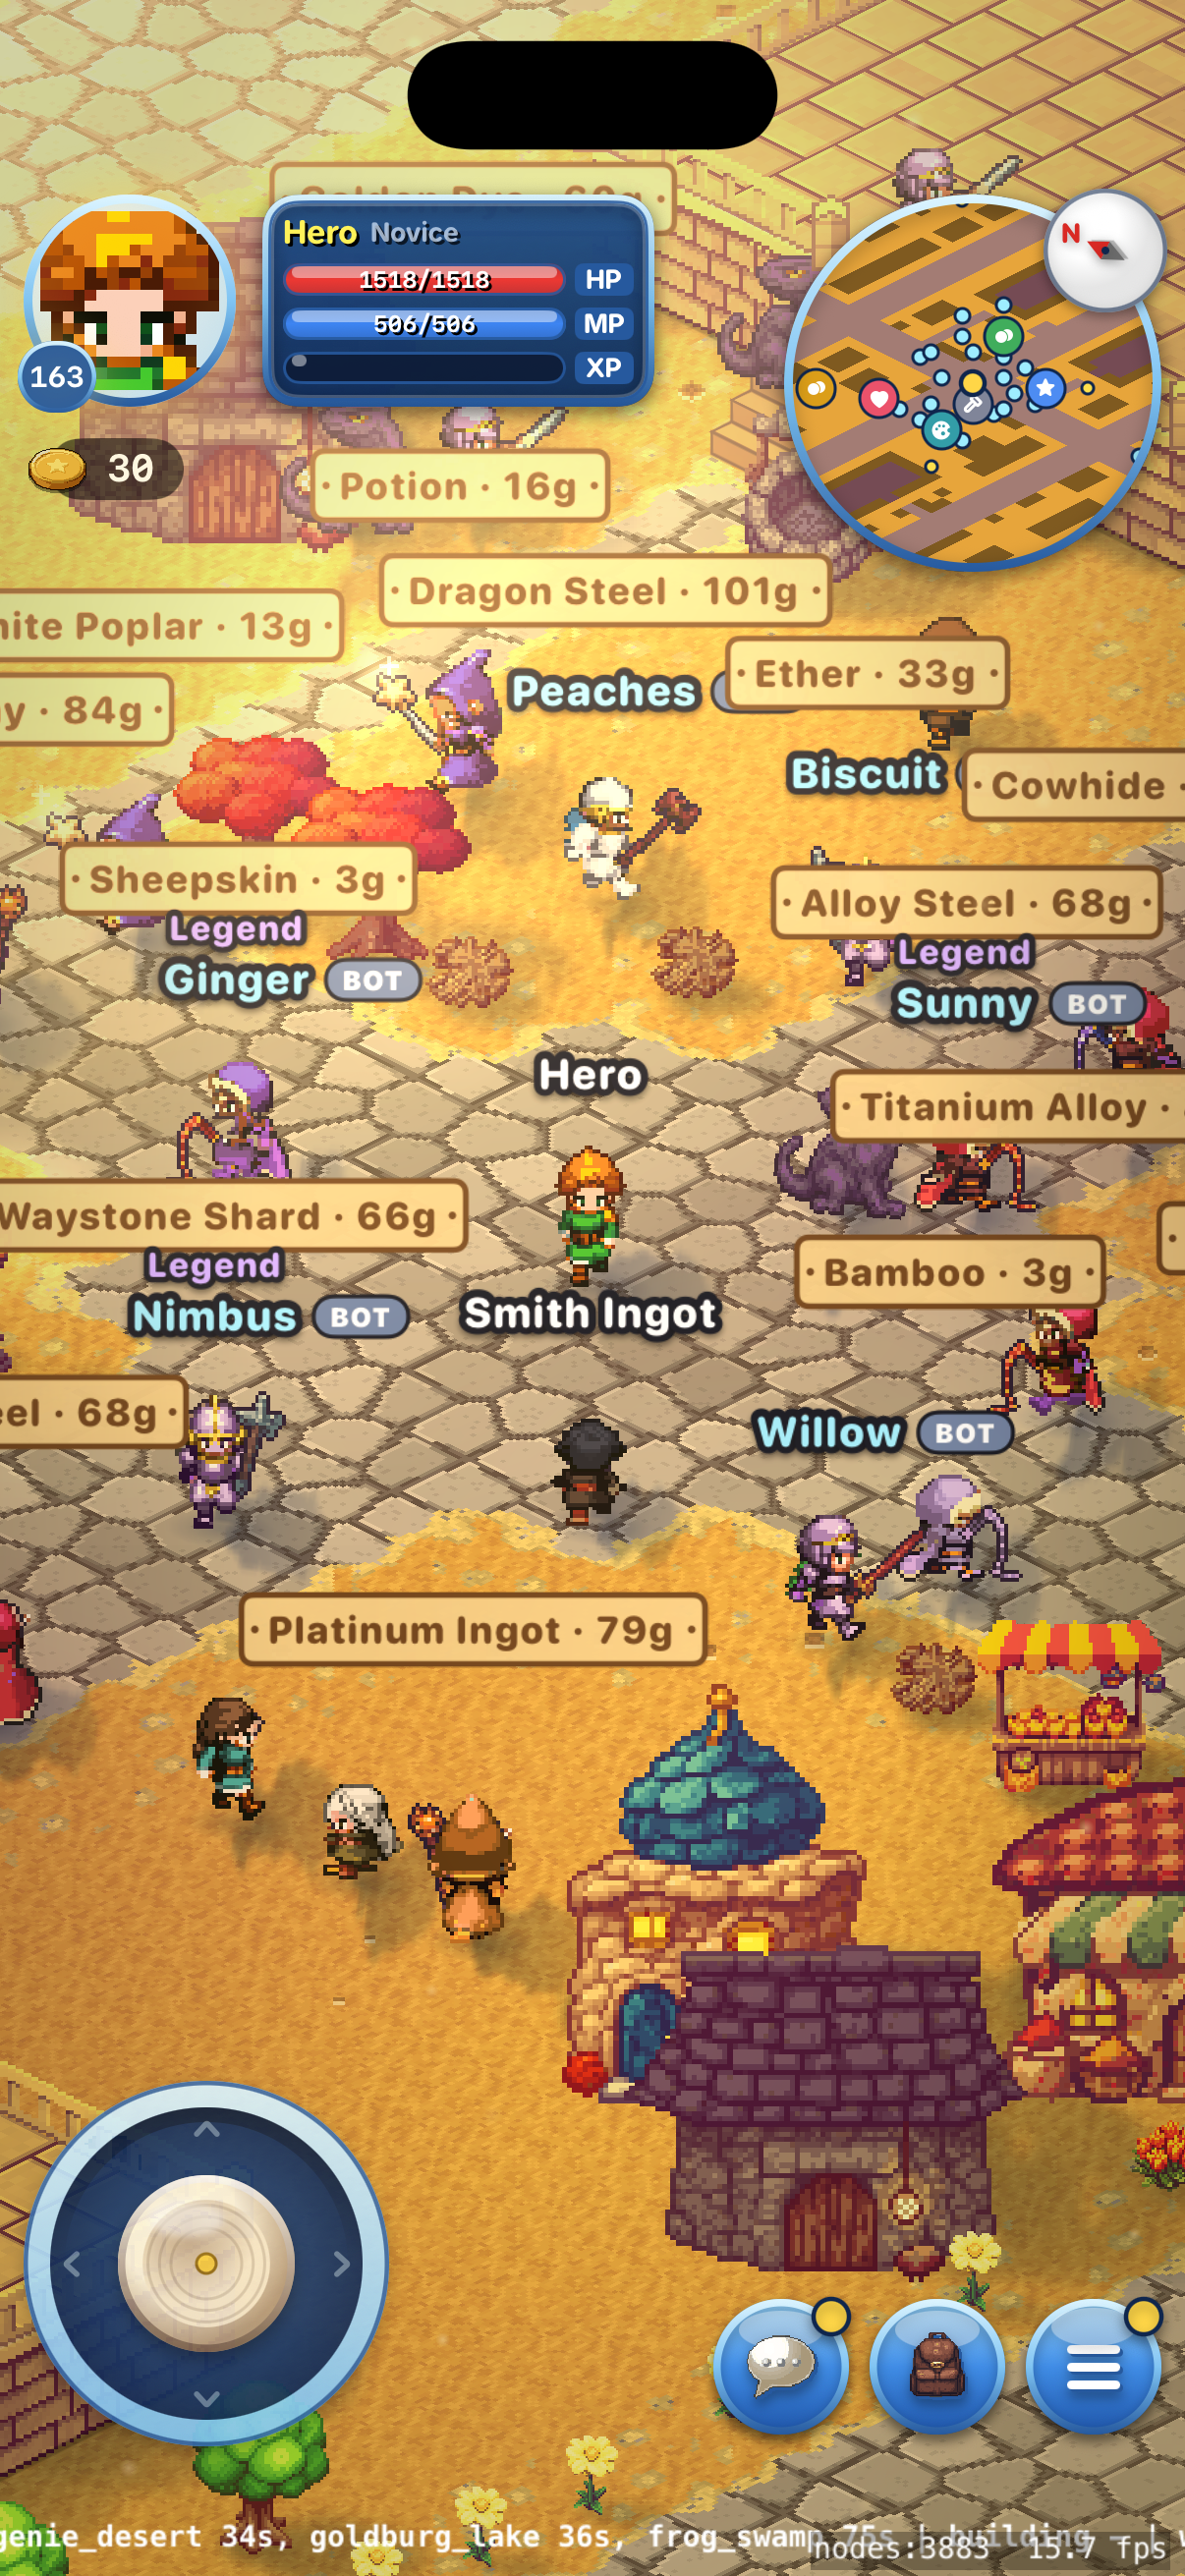 Hero Novice
1518/1518 HP
506/506 MP
XP
163
N
30
· Potion · 16g ·
· Dragon Steel · 101g ·
Poplar · 13g ·
· Ether · 33g ·
Peaches
84g ·
Biscuit
· Cowhide ·
· Sheepskin · 3g ·
· Alloy Steel · 68g ·
Legend
Ginger BOT
Legend
Sunny BOT
Hero
· Titanium Alloy ·
Waystone Shard · 66g ·
· Bamboo · 3g ·
Legend
Nimbus BOT
Smith Ingot
68g ·
Willow BOT
· Platinum Ingot · 79g ·
genie_desert 34s, goldburg_lake 36s, frog_swamp 75s | building
nodes:3883 15.7 fps